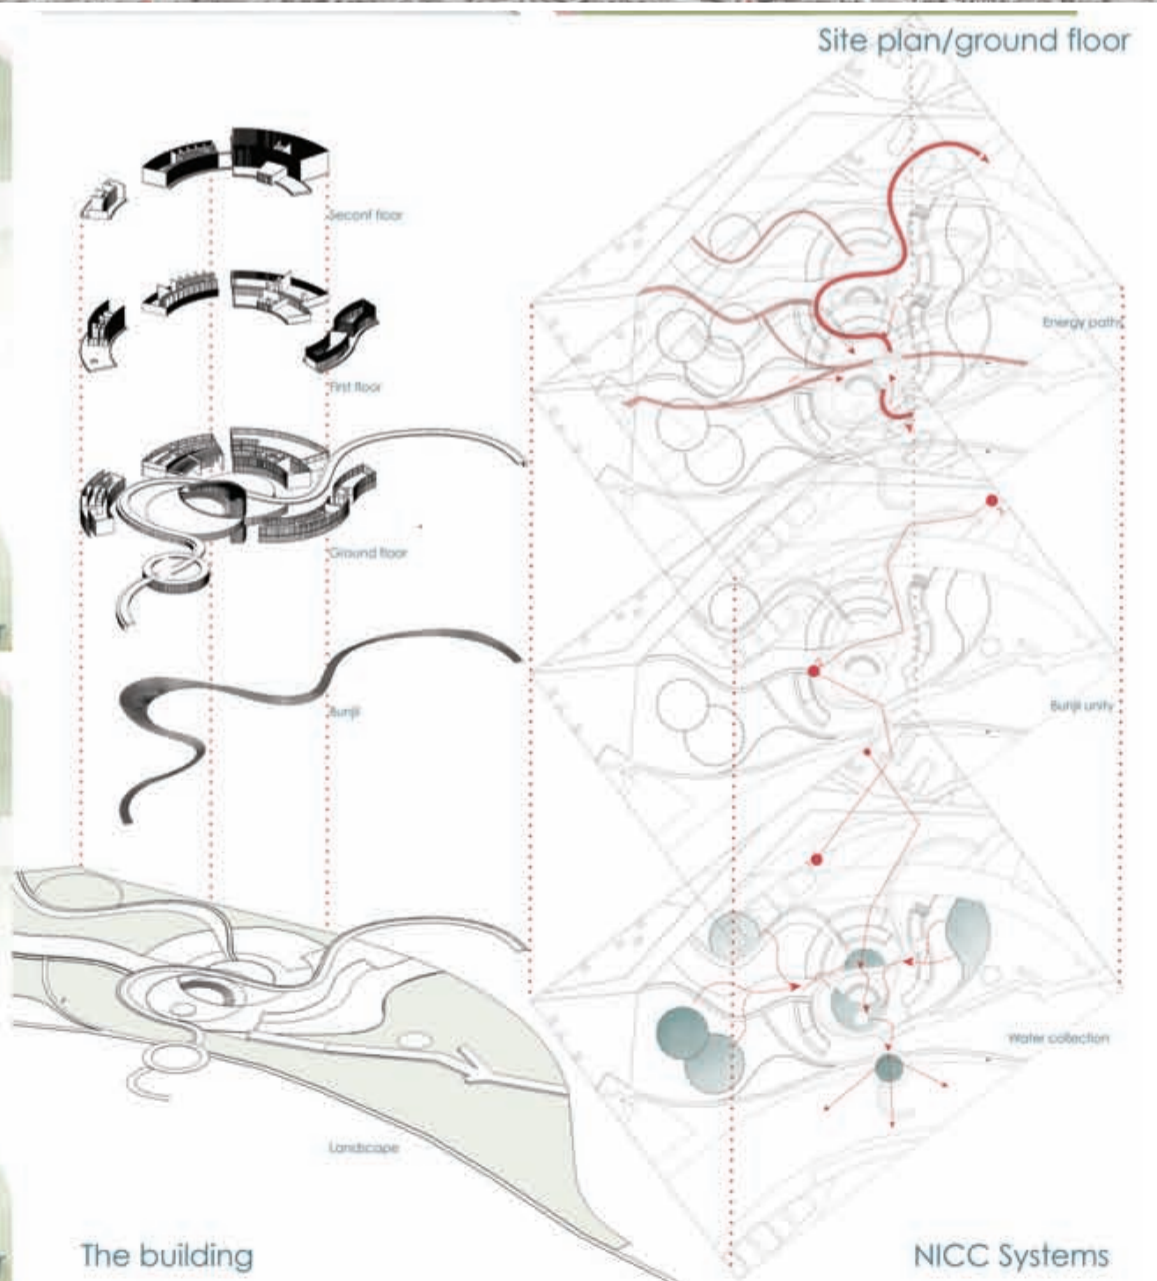 Site plan/ground floor
Seconf floor
First floor
Ground floor
Bunjil
Landscape
The building
Energy paths
Bunjil unity
Water collection
NICC Systems